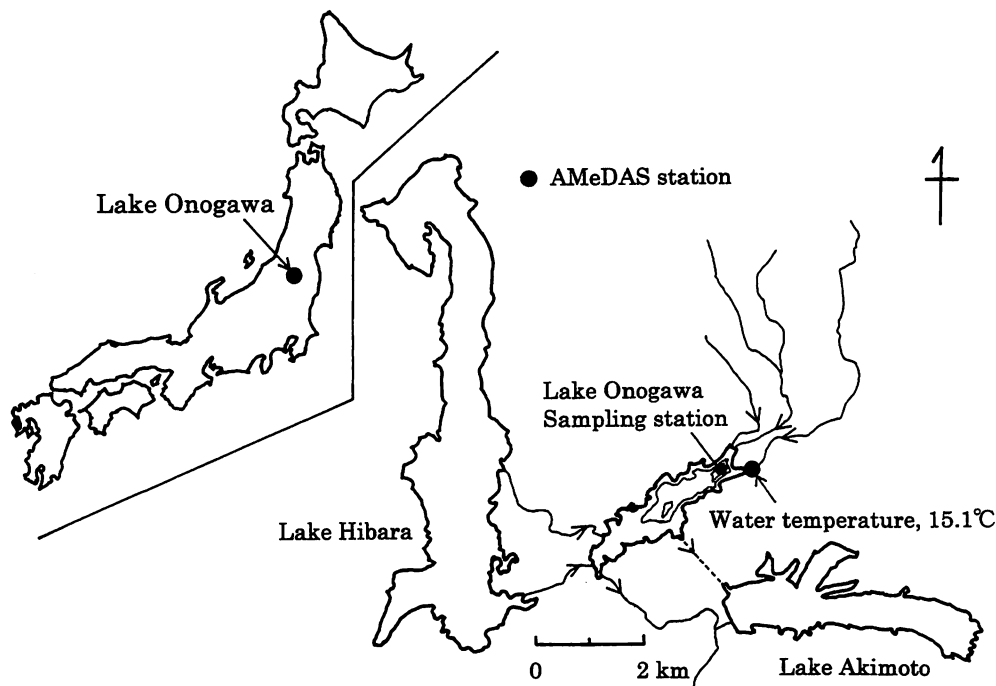 Lake Onogawa
AMeDAS station
Lake Onogawa
Sampling station
Lake Hibara
Water temperature, 15.1℃
0 2 km
Lake Akimoto